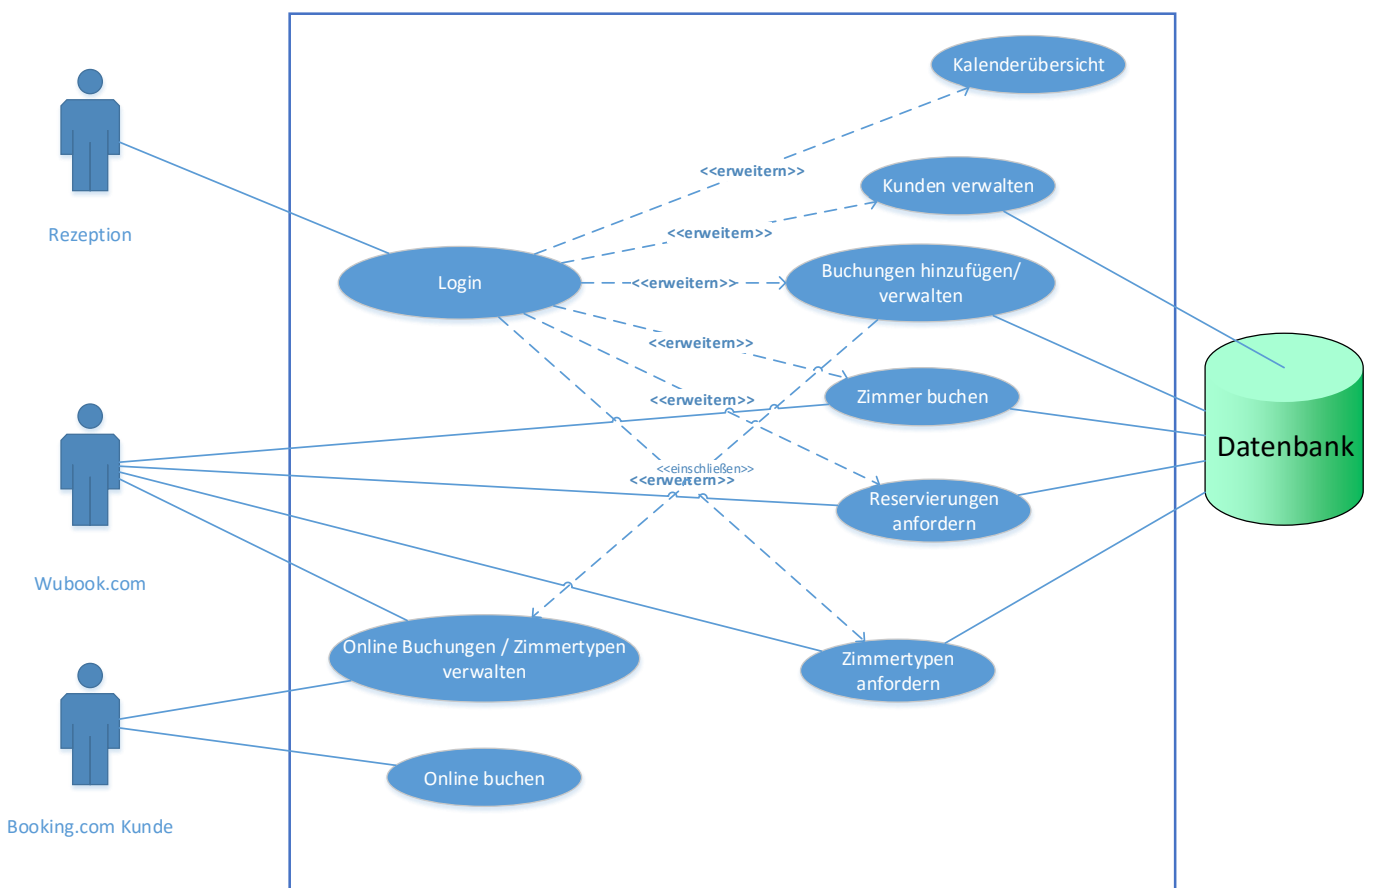 Kalenderübersicht
<<erweitern>>
Kunden verwalten
Rezeption
<<erweitern>>
Login
<<erweitern>>
Buchungen hinzufügen/
verwalten
<<erweitern>>
Zimmer buchen
<<erweitern>>
Datenbank
<<einschließen>>
<<erweitern>>
Reservierungen
anfordern
Wubook.com
Online Buchungen / Zimmertypen
verwalten
Zimmertypen
anfordern
Online buchen
Booking.com Kunde